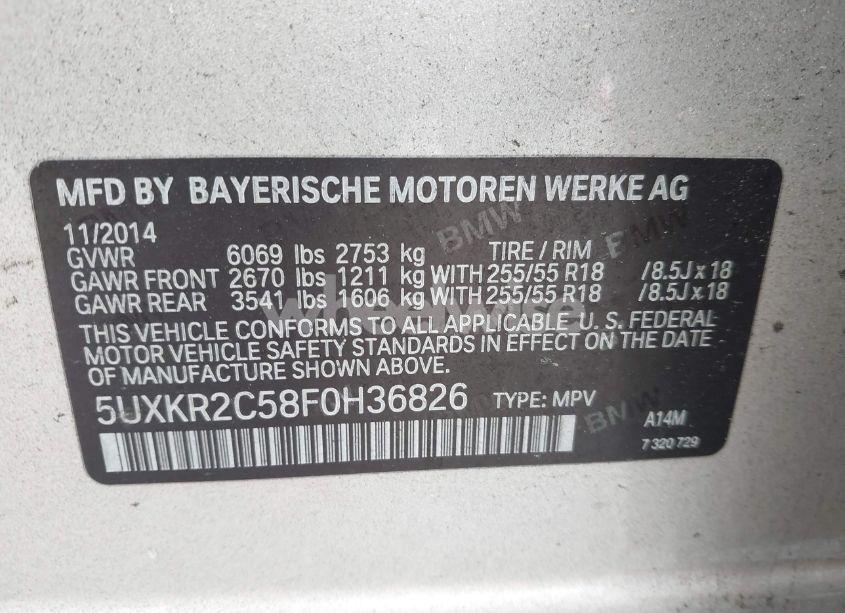 MFD BY BAYERISCHE MOTOREN WERKE AG
11/2014
GVWR 6069 lbs 2753 kg TIRE / RIM
GAWR FRONT 2670 lbs 1211 kg WITH 255/55 R18 /8.5J x 18
GAWR REAR 3541 lbs 1606 kg WITH 255/55 R18 /8.5J x 18
THIS VEHICLE CONFORMS TO ALL APPLICABLE U. S. FEDERAL
MOTOR VEHICLE SAFETY STANDARDS IN EFFECT ON THE DATE
OF MANUFACTURE SHOWN ABOVE.
5UXKR2C58F0H36826 TYPE: MPV
A14M
7 320 729
BMW
BMW
BMW